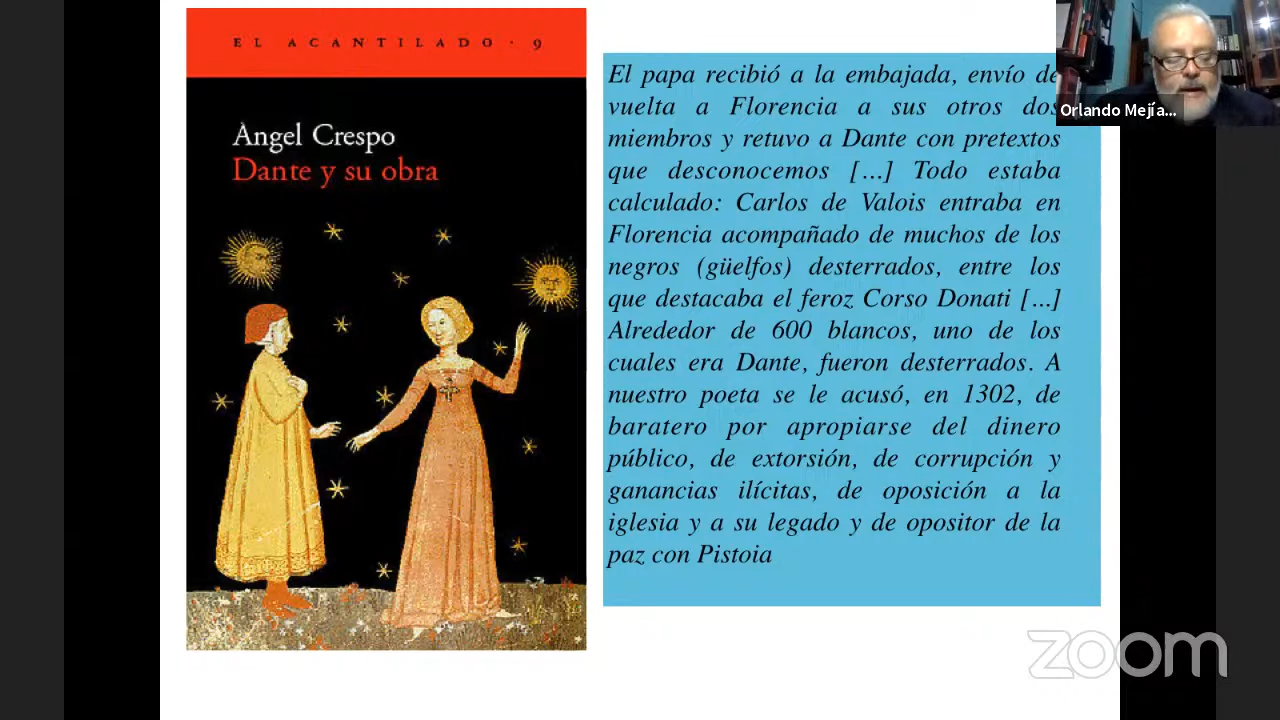 EL ACANTILADO · 9
Àngel Crespo
Dante y su obra
El papa recibió a la embajada, envío de
vuelta a Florencia a sus otros dos
miembros y retuvo a Dante con pretextos
que desconocemos [...] Todo estaba
calculado: Carlos de Valois entraba en
Florencia acompañado de muchos de los
negros (güelfos) desterrados, entre los
que destacaba el feroz Corso Donati [...]
Alrededor de 600 blancos, uno de los
cuales era Dante, fueron desterrados. A
nuestro poeta se le acusó, en 1302, de
baratero por apropiarse del dinero
público, de extorsión, de corrupción y
ganancias ilícitas, de oposición a la
iglesia y a su legado y de opositor de la
paz con Pistoia
Orlando Mejía...
zoom